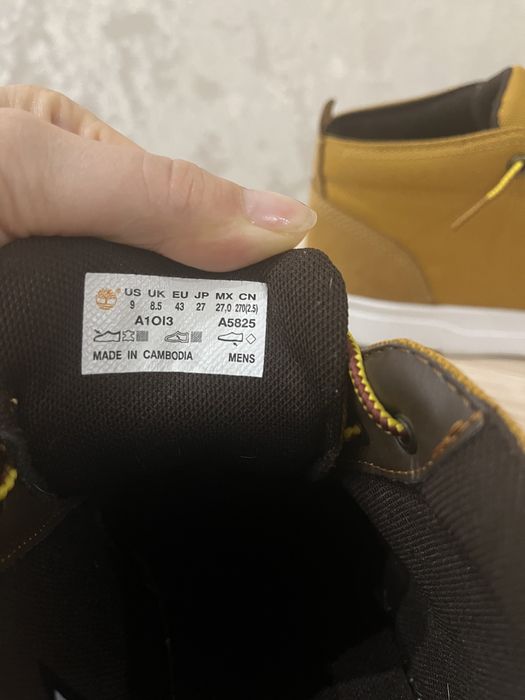 US UK EU JP MX CN
9 8.5 43 27 27,0 270(2.5)
A1OI3 A5825
MADE IN CAMBODIA MENS